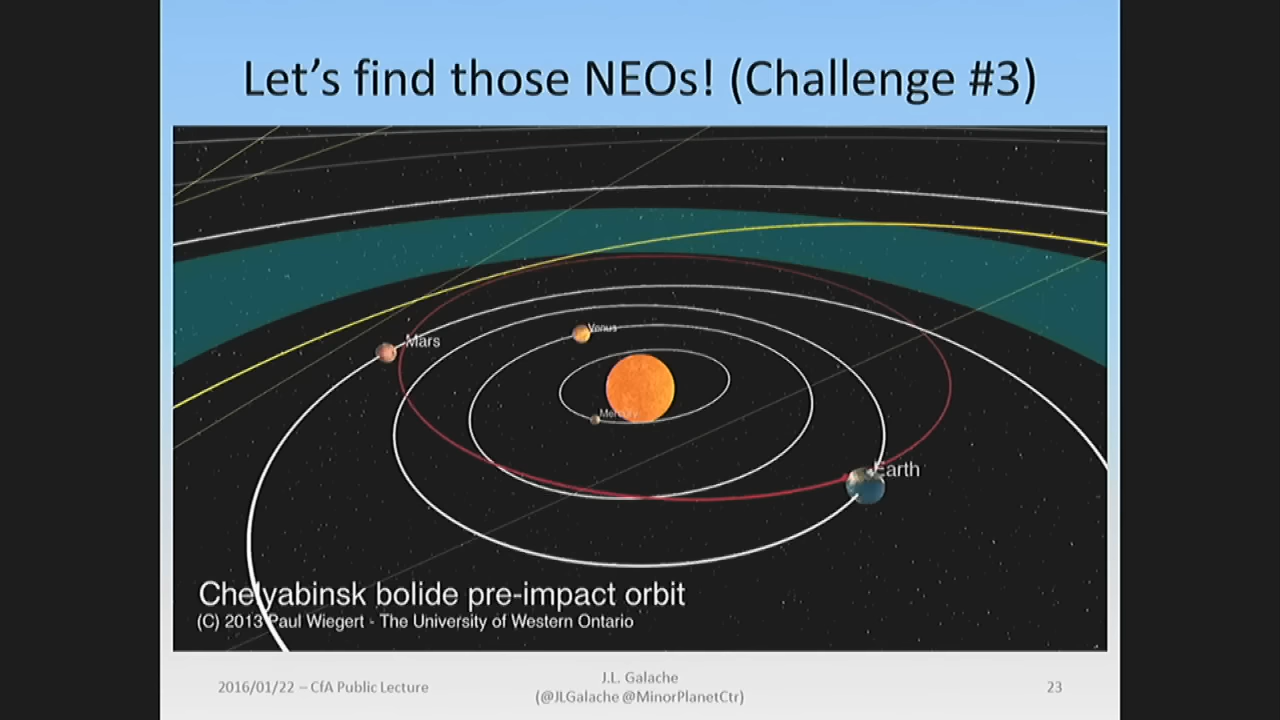 Let's find those NEOs! (Challenge #3)
Venus
Mars
Mercury
Earth
Chelyabinsk bolide pre-impact orbit
(C) 2013 Paul Wiegert - The University of Western Ontario
2016/01/22 – CfA Public Lecture
J.L. Galache
(@JLGalache @MinorPlanetCtr)
23